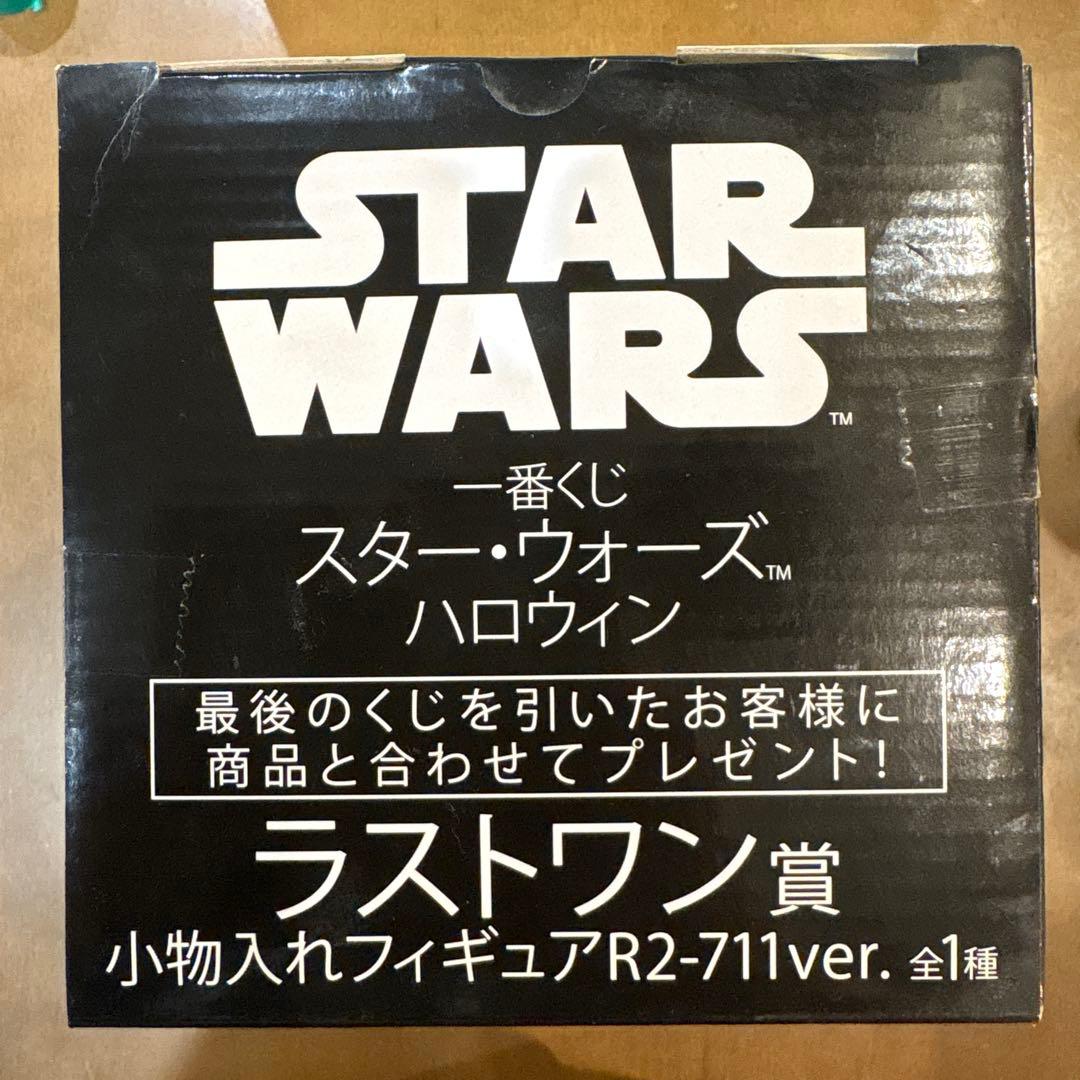 STAR
WARS™
一番くじ
スター・ウォーズ™
ハロウィン
最後のくじを引いたお客様に
商品と合わせてプレゼント!
ラストワン賞
小物入れフィギュアR2-711ver. 全1種